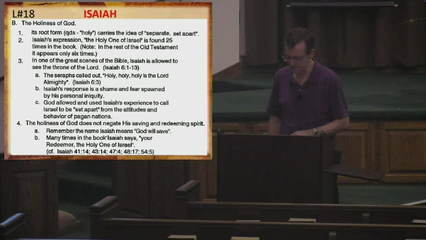 L#18 ISAIAH
B. The Holiness of God.
1. Its root form (qds - "holy") carries the idea of "separate, set apart".
2. Isaiah's expression, "the Holy One of Israel" is found 25
times in the book. (Note: In the rest of the Old Testament
it appears only six times.)
3. In one of the great scenes of the Bible, Isaiah is allowed to
see the throne of the Lord. (Isaiah 6:1-13)
a. The seraphs called out, "Holy, holy, holy is the Lord
Almighty". (Isaiah 6:3)
b. Isaiah's response is a shame and fear spawned
by his personal iniquity.
c. God allowed and used Isaiah's experience to call
Israel to be "set apart" from the attitudes and
behavior of pagan nations.
4. The holiness of God does not negate His saving and redeeming spirit.
a. Remember the name Isaiah means "God will save".
b. Many times in the book Isaiah says, "your
Redeemer, the Holy One of Israel".
(cf. Isaiah 41:14; 43:14; 47:4; 48:17; 54:5)